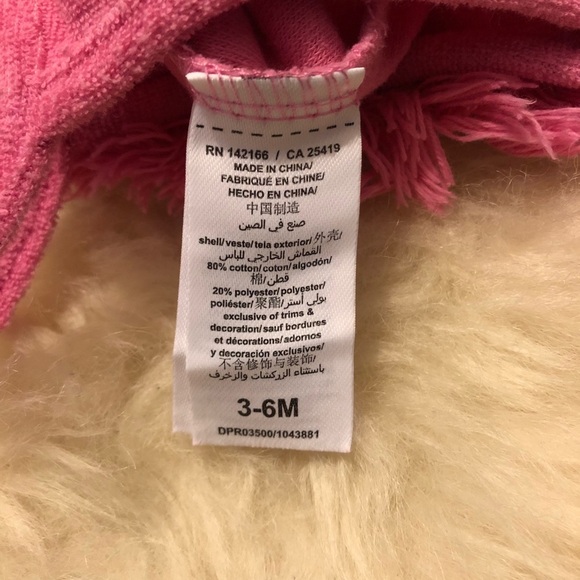 RN 142166 / CA 25419
MADE IN CHINA/
FABRIQUÉ EN CHINE/
HECHO EN CHINA/
中国制造
صنع في الصين
shell/veste/tela exterior/外壳/
القماش الخارجي للباس
80% cotton/coton/algodón/
棉/قطن/
20% polyester/polyester/
poliéster/聚酯/بولي أستر/
exclusive of trims &
decoration/sauf bordures
et décorations/adornos
y decoración exclusivos/
不含修饰与装饰/
باستثناء الزركشات والزخرف
3-6M
DPR03500/1043881